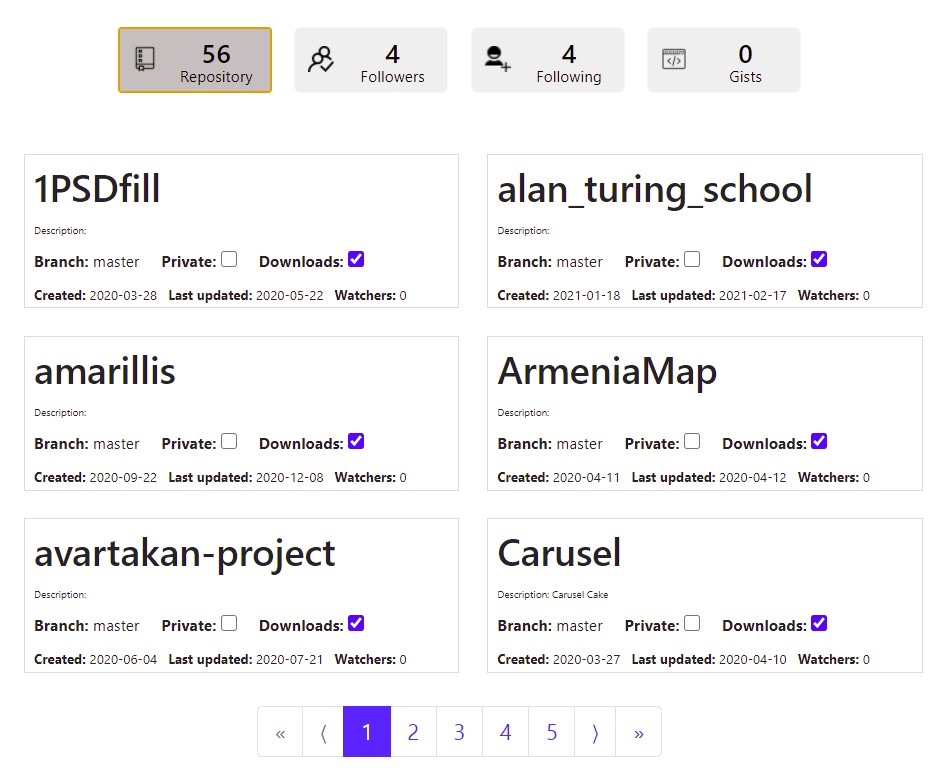 56 4 4 0
Repository Followers Following Gists
1PSDfill
Description:
Branch: master Private: Downloads:
Created: 2020-03-28 Last updated: 2020-05-22 Watchers: 0
alan_turing_school
Description:
Branch: master Private: Downloads:
Created: 2021-01-18 Last updated: 2021-02-17 Watchers: 0
amarillis
Description:
Branch: master Private: Downloads:
Created: 2020-09-22 Last updated: 2020-12-08 Watchers: 0
ArmeniaMap
Description:
Branch: master Private: Downloads:
Created: 2020-04-11 Last updated: 2020-04-12 Watchers: 0
avartakan-project
Description:
Branch: master Private: Downloads:
Created: 2020-06-04 Last updated: 2020-07-21 Watchers: 0
Carusel
Description: Carusel Cake
Branch: master Private: Downloads:
Created: 2020-03-27 Last updated: 2020-04-10 Watchers: 0
« ⟨ 1 2 3 4 5 ⟩ »